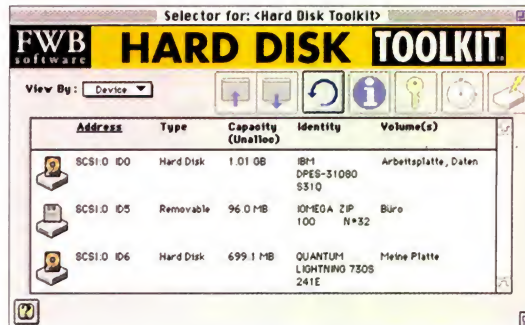 Selector for: <Hard Disk Toolkit>
FWB software HARD DISK TOOLKIT
View By: Device
Address Type Capacity (Unalloc) Identity Volume(s)
SCSI:0 ID0 Hard Disk 1.01 GB IBM Arbeitsplatte, Daten
DPES-31080
S31Q
SCSI:0 ID5 Removable 96.0 MB IOMEGA ZIP Büro
100 N*32
SCSI:0 ID6 Hard Disk 699.1 MB QUANTUM Meine Platte
LIGHTNING 730S
241E
?